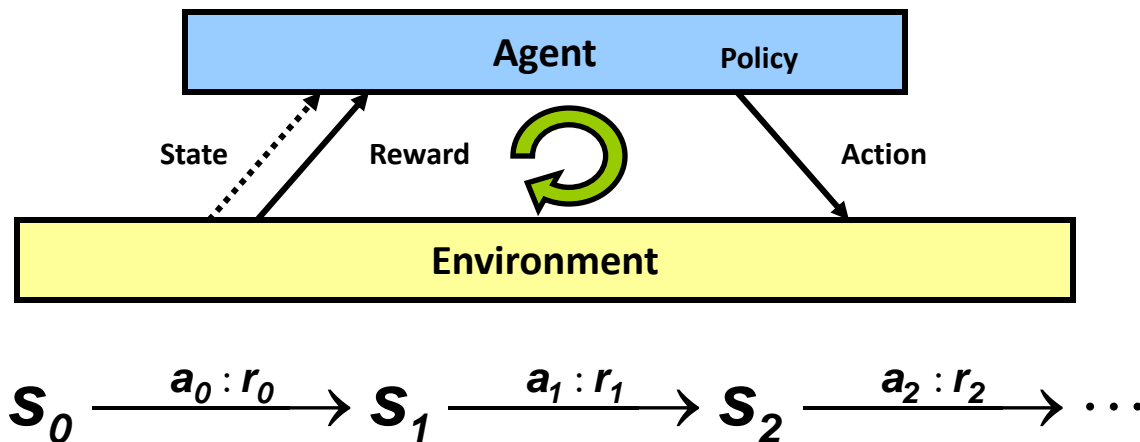 Agent Policy
State Reward Action
Environment
a₀ : r₀ a₁ : r₁ a₂ : r₂
s₀ s₁ s₂ ···